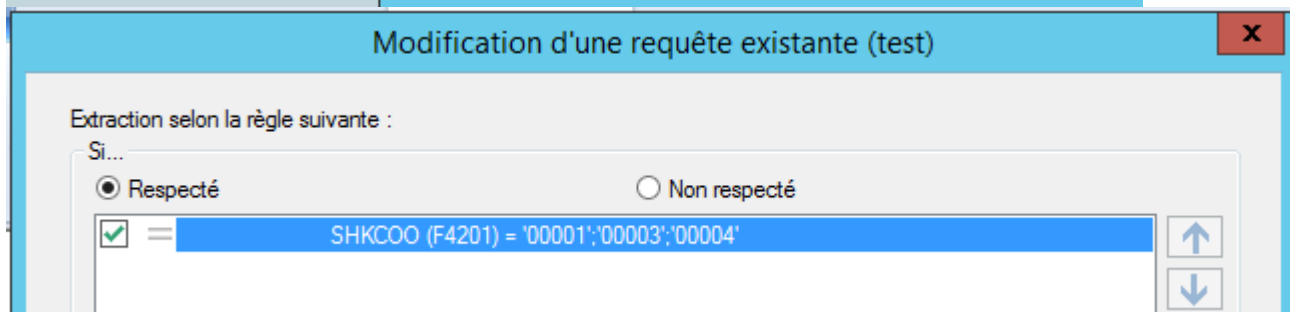 Modification d'une requête existante (test)
x
Extraction selon la règle suivante :
Si...
Respecté Non respecté
= SHKCOO (F4201) = '00001';'00003';'00004'